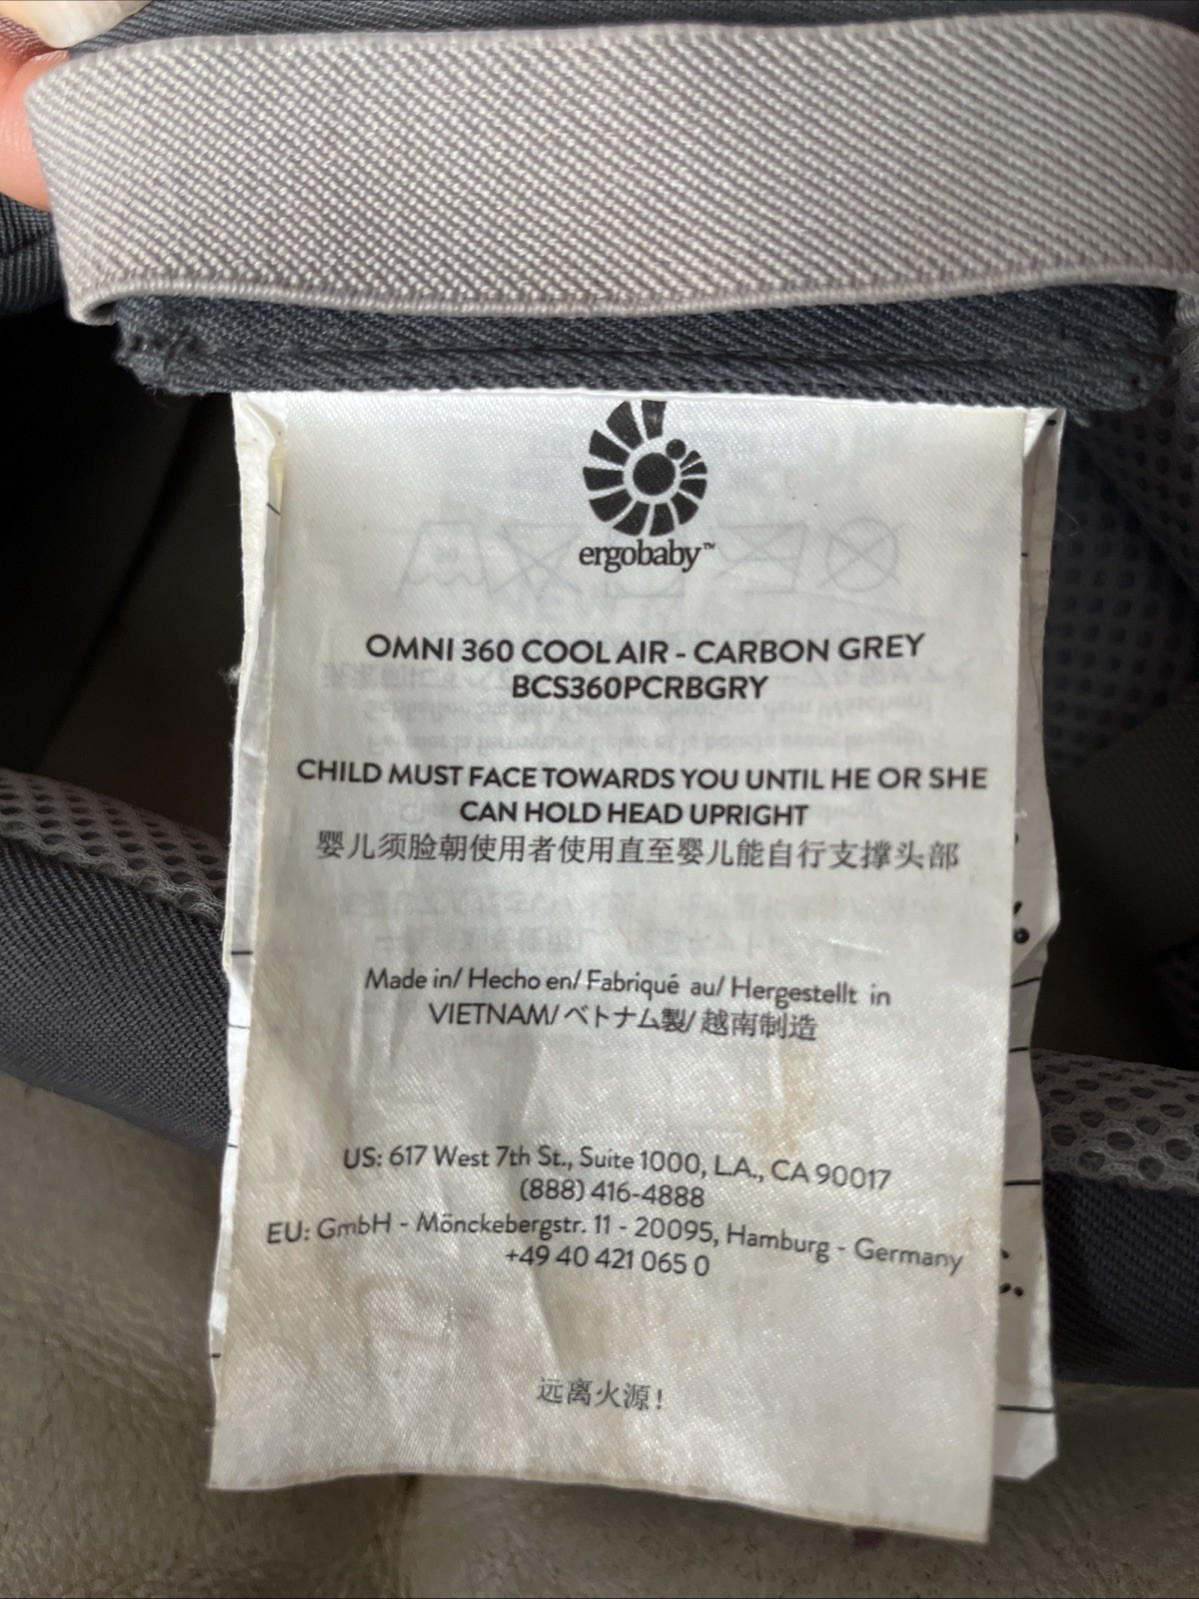 ergobaby™
OMNI 360 COOL AIR - CARBON GREY
BCS360PCRBGRY
CHILD MUST FACE TOWARDS YOU UNTIL HE OR SHE
CAN HOLD HEAD UPRIGHT
婴儿须脸朝使用者使用直至婴儿能自行支撑头部
Made in/ Hecho en/ Fabriqué au/ Hergestellt in
VIETNAM/ベトナム製/越南制造
US: 617 West 7th St., Suite 1000, L.A., CA 90017
(888) 416-4888
EU: GmbH - Mönckebergstr. 11 - 20095, Hamburg - Germany
+49 40 421 065 0
远离火源!